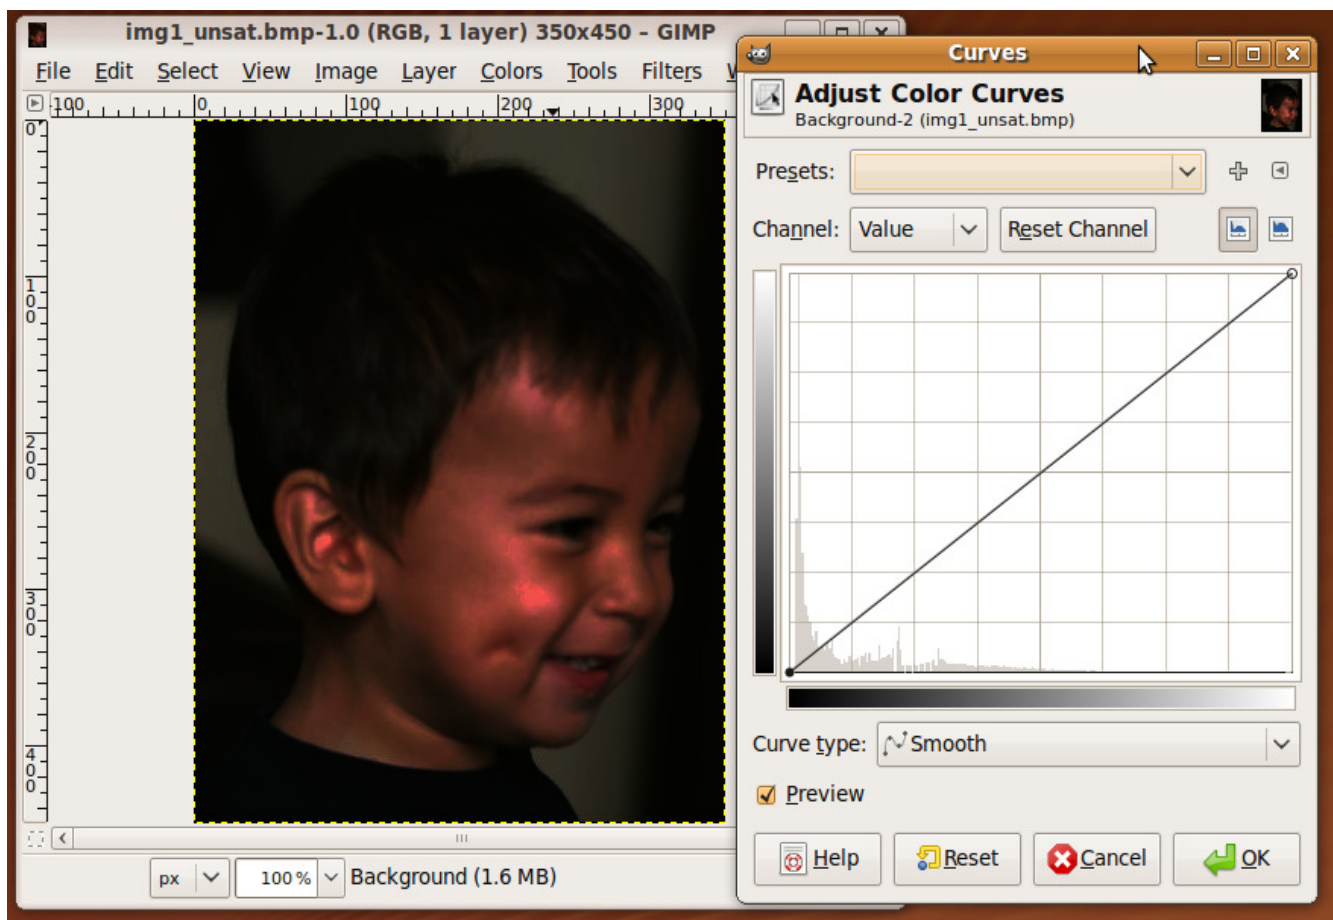 img1_unsat.bmp-1.0 (RGB, 1 layer) 350x450 – GIMP
File Edit Select View Image Layer Colors Tools Filters
-100 0 100 200 300
0
100
200
300
400
px 100 % Background (1.6 MB)
Curves
Adjust Color Curves
Background-2 (img1_unsat.bmp)
Presets:
Channel: Value Reset Channel
Curve type: Smooth
Preview
Help Reset Cancel OK